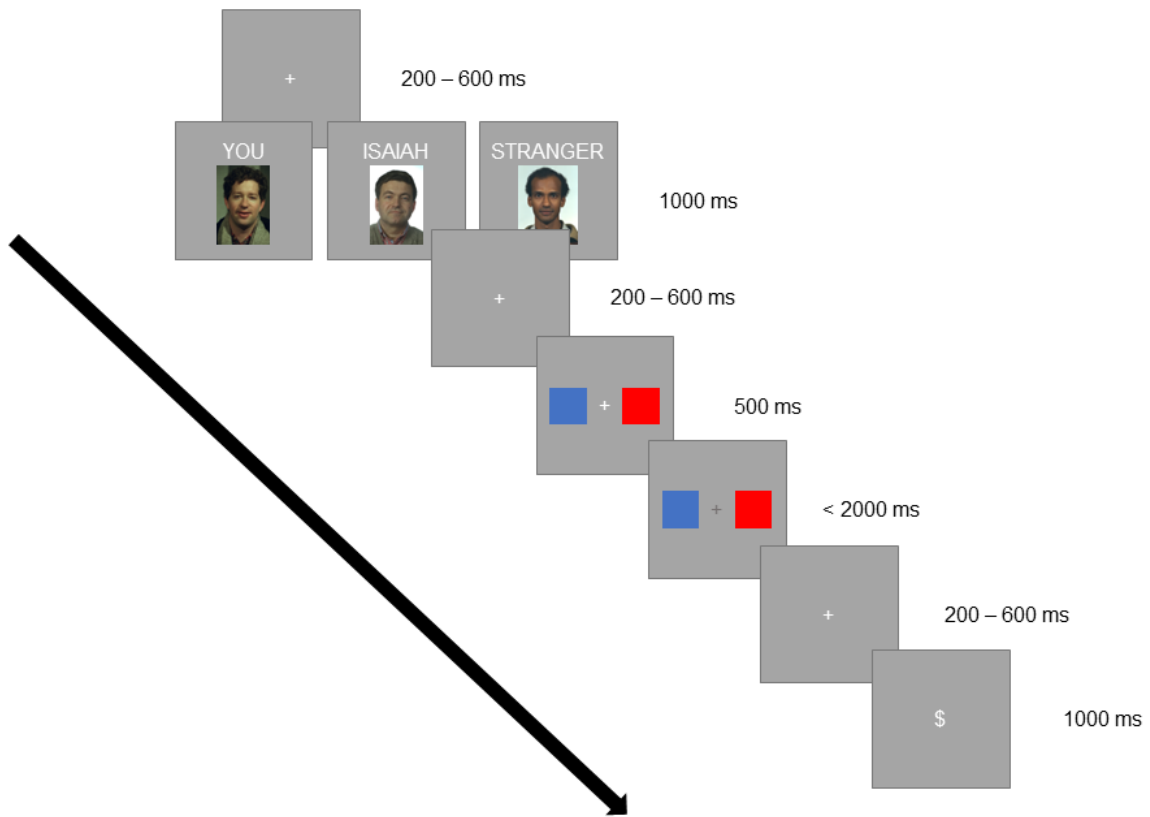 +
200 – 600 ms
YOU
ISAIAH
STRANGER
1000 ms
+
200 – 600 ms
+
500 ms
+
< 2000 ms
+
200 – 600 ms
$
1000 ms